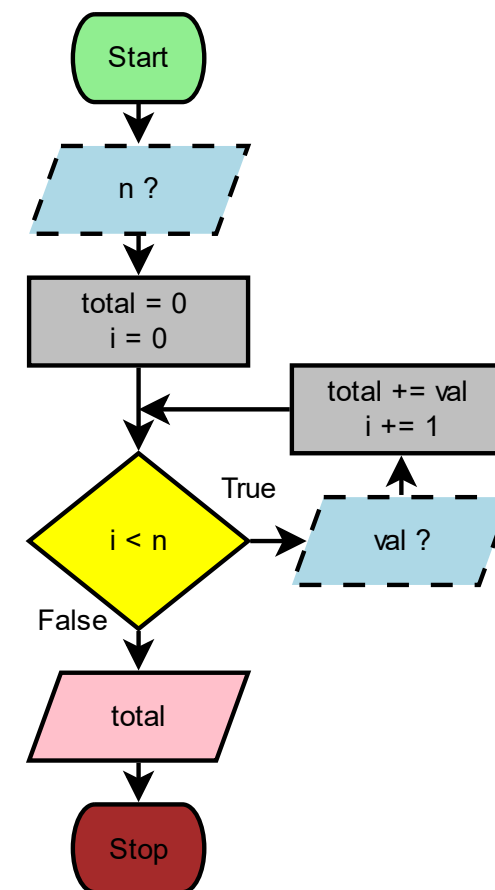 Start
n ?
total = 0
i = 0
total += val
i += 1
True
i < n
val ?
False
total
Stop